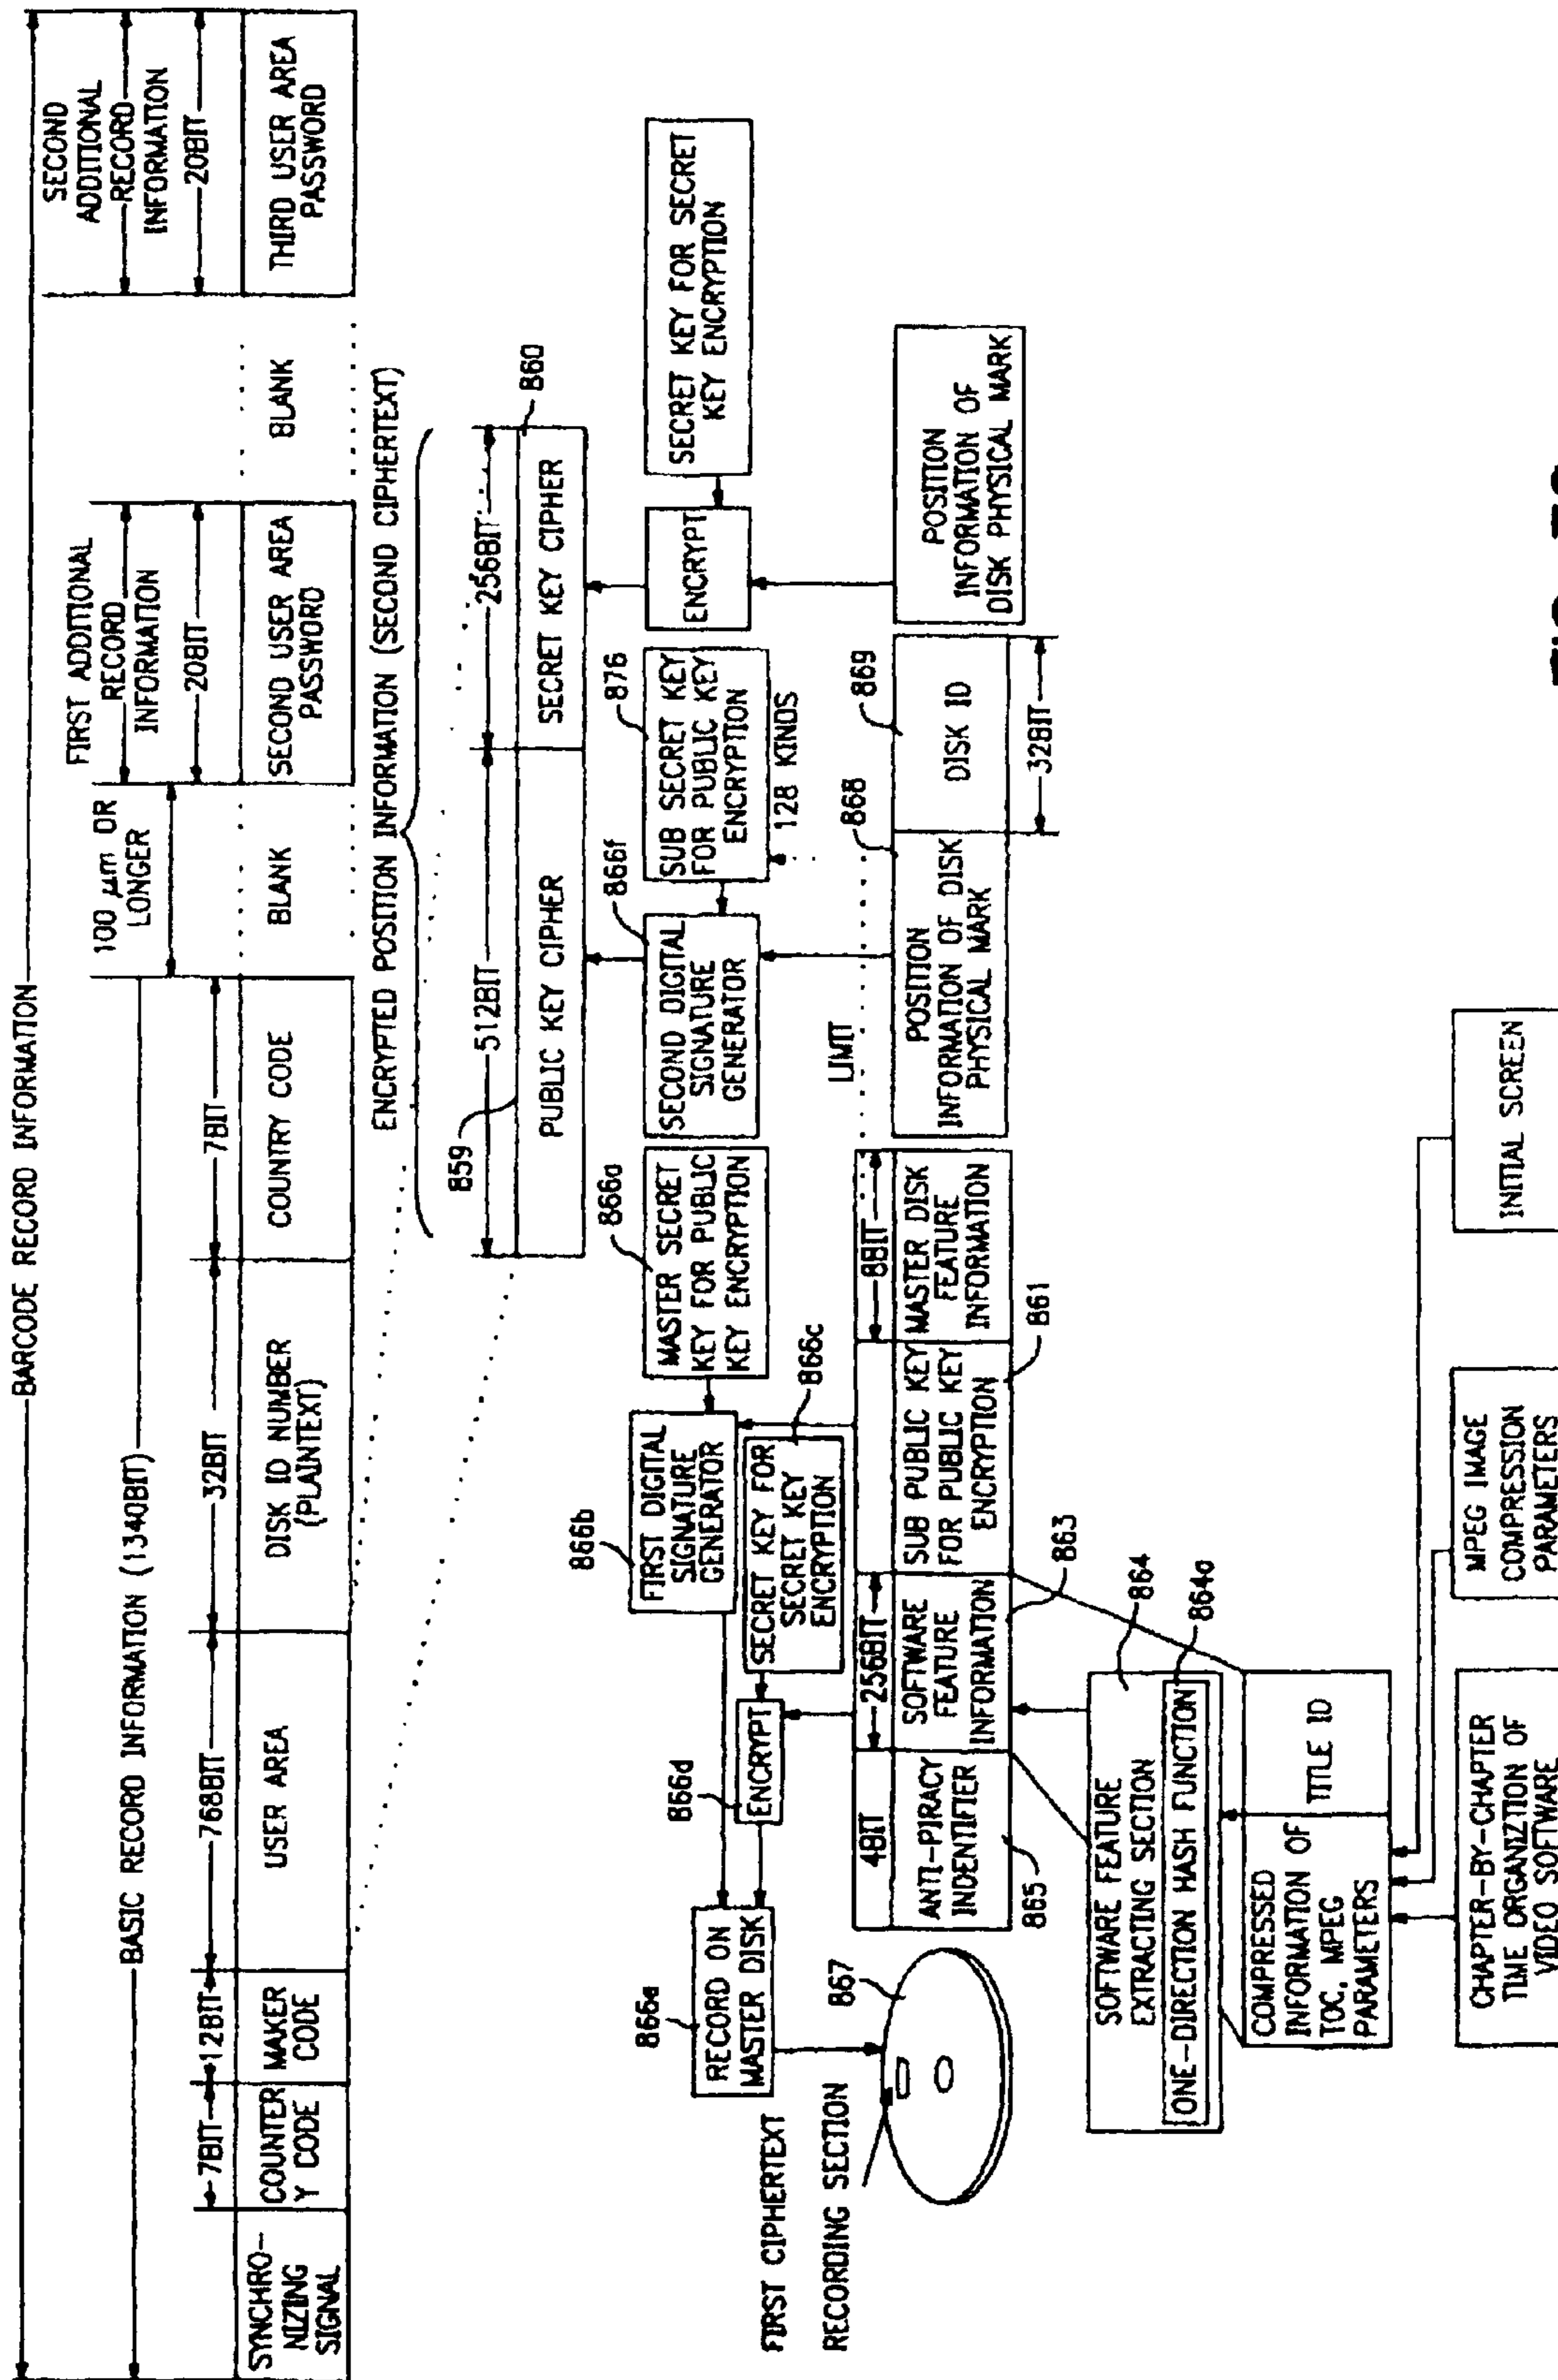 BARCODE RECORD INFORMATION
BASIC RECORD INFORMATION (1340BIT)
100 μm OR
LONGER
FIRST ADDITIONAL
RECORD
INFORMATION
SECOND
ADDITIONAL
RECORD
INFORMATION
7BIT
12BIT
768BIT
32BIT
7BIT
20BIT
20BIT
SYNCHRO-
NIZING
SIGNAL
COUNTER
Y CODE
MAKER
CODE
USER AREA
DISK ID NUMBER
(PLAINTEXT)
COUNTRY CODE
BLANK
SECOND USER AREA
PASSWORD
BLANK
THIRD USER AREA
PASSWORD
ENCRYPTED POSITION INFORMATION (SECOND CIPHERTEXT)
859
512BIT
256BIT
860
PUBLIC KEY CIPHER
SECRET KEY CIPHER
866e
RECORD ON
MASTER DISK
866d
ENCRYPT
866b
FIRST DIGITAL
SIGNATURE
GENERATOR
SECRET KEY FOR
SECRET KEY
ENCRYPTION
866c
866a
MASTER SECRET
KEY FOR PUBLIC
KEY ENCRYPTION
866f
SECOND DIGITAL
SIGNATURE
GENERATOR
876
SUB SECRET KEY
FOR PUBLIC KEY
ENCRYPTION
128 KINDS
ENCRYPT
SECRET KEY FOR SECRET
KEY ENCRYPTION
FIRST CIPHERTEXT
RECORDING SECTION
867
4BIT
256BIT
8BIT
LIMIT
ANTI-PIRACY
INDENTIFIER
865
SOFTWARE
FEATURE
INFORMATION
863
SUB PUBLIC KEY
FOR PUBLIC KEY
ENCRYPTION
861
MASTER DISK
FEATURE
INFORMATION
868
POSITION
INFORMATION OF DISK
PHYSICAL MARK
869
DISK ID
32BIT
POSITION
INFORMATION OF
DISK PHYSICAL MARK
SOFTWARE FEATURE
EXTRACTING SECTION
864
ONE-DIRECTION HASH FUNCTION
864a
COMPRESSED
INFORMATION OF
TOC, MPEG
PARAMETERS
TITLE ID
CHAPTER-BY-CHAPTER
TIME ORGANIZTION OF
VIDEO SOFTWARE
MPEG IMAGE
COMPRESSION
PARAMETERS
INITIAL SCREEN